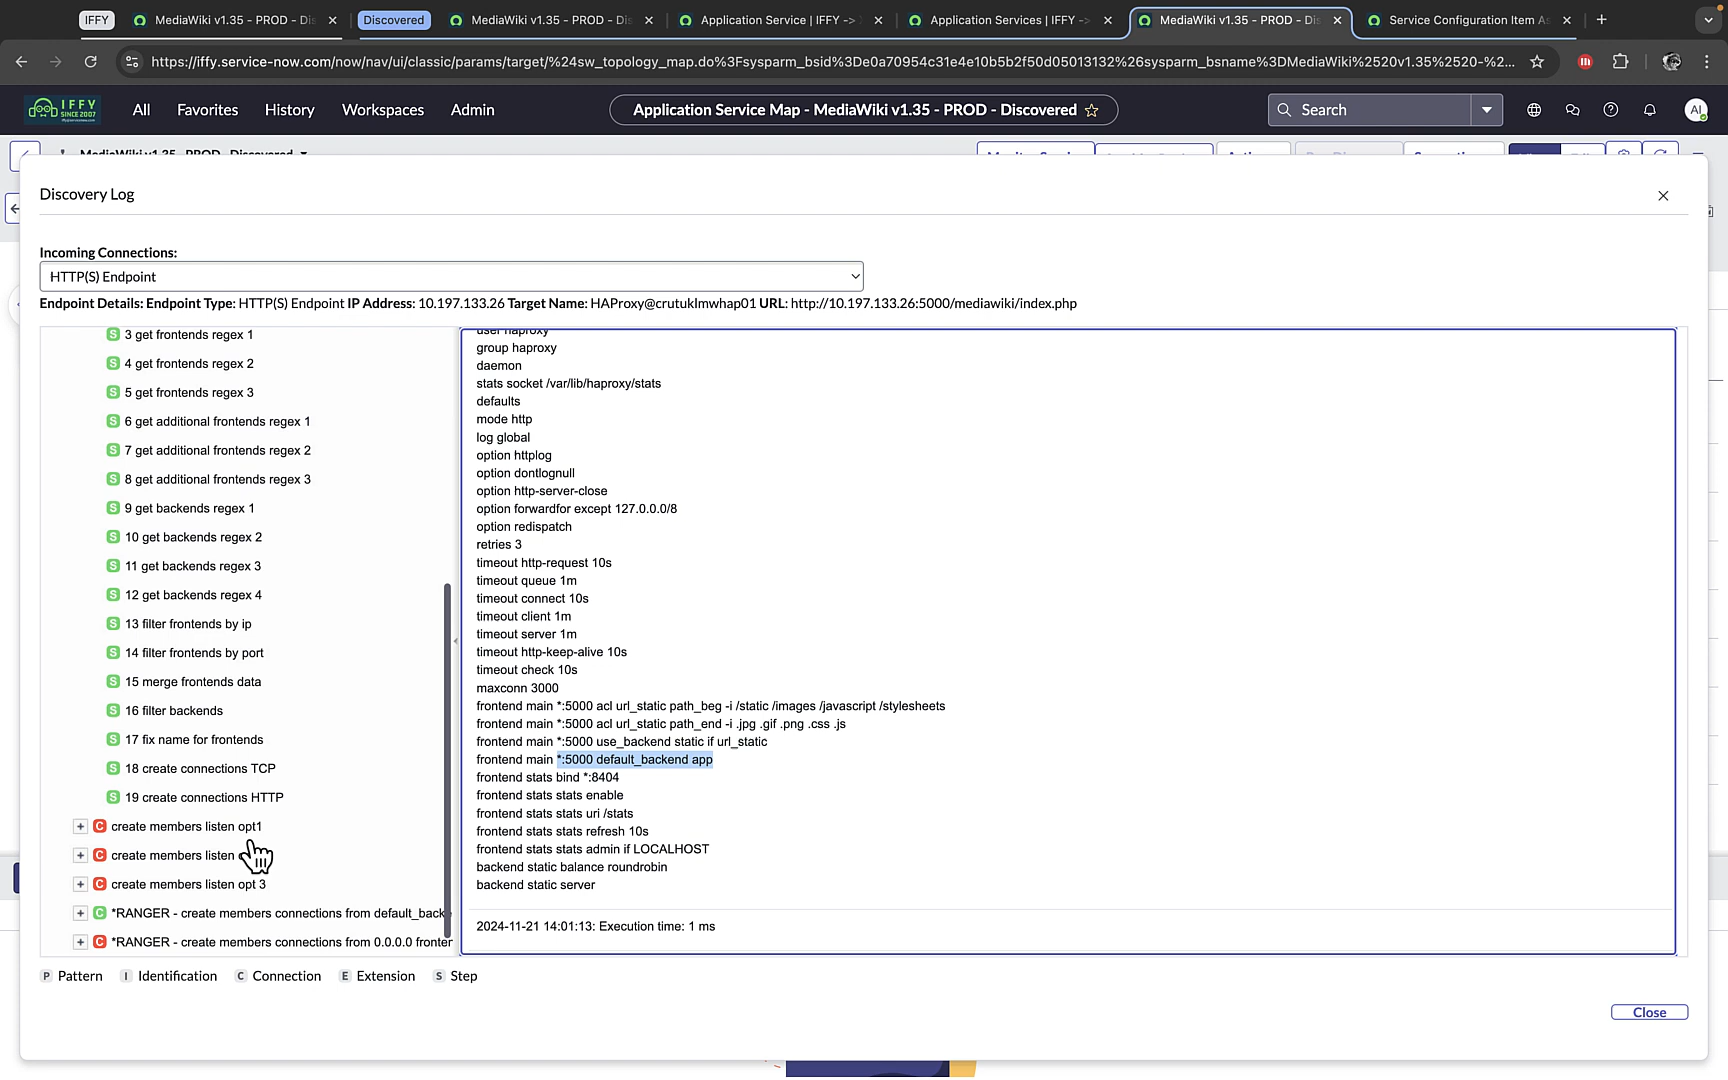 IFFY
MediaWiki v1.35 - PROD - Dis
Discovered
MediaWiki v1.35 - PROD - Dis
Application Service | IFFY ->
Application Services | IFFY ->
MediaWiki v1.35 - PROD - Dis
Service Configuration Item As
https://iffy.service-now.com/now/nav/ui/classic/params/target/%24sw_topology_map.do%3Fsysparm_bsid%3De0a70954c31e4e10b5b2f50d05013132%26sysparm_bsname%3DMediaWiki%2520v1.35%2520-%2...
IFFY
SINCE 2007
All
Favorites
History
Workspaces
Admin
Application Service Map - MediaWiki v1.35 - PROD - Discovered
Search
AI
MediaWiki v1.35 - PROD - Discovered
Discovery Log
Incoming Connections:
HTTP(S) Endpoint
Endpoint Details: Endpoint Type: HTTP(S) Endpoint IP Address: 10.197.133.26 Target Name: HAProxy@crutuklmwhap01 URL: http://10.197.133.26:5000/mediawiki/index.php
S 3 get frontends regex 1
S 4 get frontends regex 2
S 5 get frontends regex 3
S 6 get additional frontends regex 1
S 7 get additional frontends regex 2
S 8 get additional frontends regex 3
S 9 get backends regex 1
S 10 get backends regex 2
S 11 get backends regex 3
S 12 get backends regex 4
S 13 filter frontends by ip
S 14 filter frontends by port
S 15 merge frontends data
S 16 filter backends
S 17 fix name for frontends
S 18 create connections TCP
S 19 create connections HTTP
C create members listen opt1
C create members listen
C create members listen opt 3
C *RANGER - create members connections from default_backe
C *RANGER - create members connections from 0.0.0.0 fronter
user haproxy
group haproxy
daemon
stats socket /var/lib/haproxy/stats
defaults
mode http
log global
option httplog
option dontlognull
option http-server-close
option forwardfor except 127.0.0.0/8
option redispatch
retries 3
timeout http-request 10s
timeout queue 1m
timeout connect 10s
timeout client 1m
timeout server 1m
timeout http-keep-alive 10s
timeout check 10s
maxconn 3000
frontend main *:5000 acl url_static path_beg -i /static /images /javascript /stylesheets
frontend main *:5000 acl url_static path_end -i .jpg .gif .png .css .js
frontend main *:5000 use_backend static if url_static
frontend main *:5000 default_backend app
frontend stats bind *:8404
frontend stats stats enable
frontend stats stats uri /stats
frontend stats stats refresh 10s
frontend stats stats admin if LOCALHOST
backend static balance roundrobin
backend static server
2024-11-21 14:01:13: Execution time: 1 ms
P Pattern
I Identification
C Connection
E Extension
S Step
Close